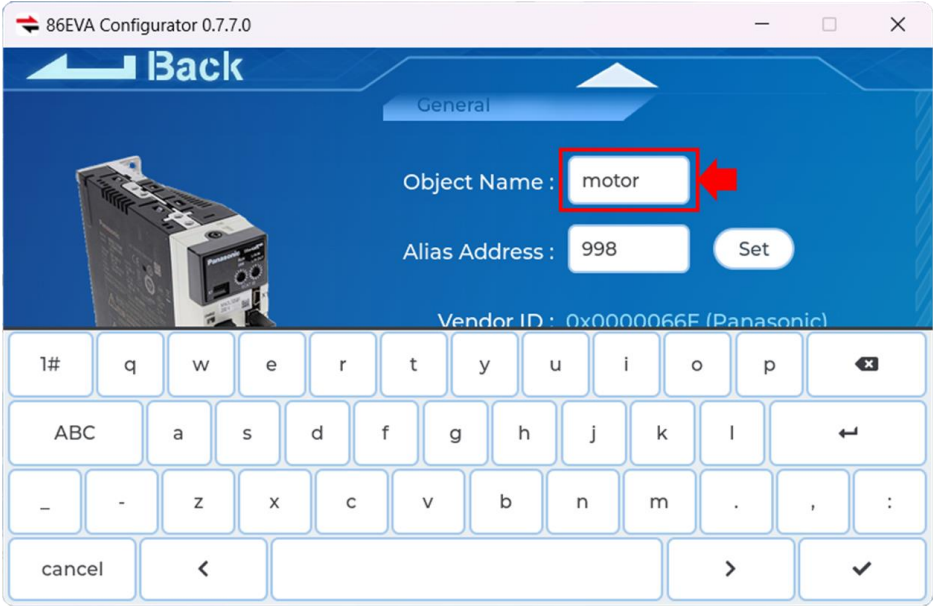 86EVA Configurator 0.7.7.0
Back
General
Object Name : motor
Alias Address : 998 Set
Vendor ID : 0x0000066F (Panasonic)
Panasonic
1# q w e r t y u i o p
ABC a s d f g h j k l
_ - z x c v b n m . , :
cancel < >